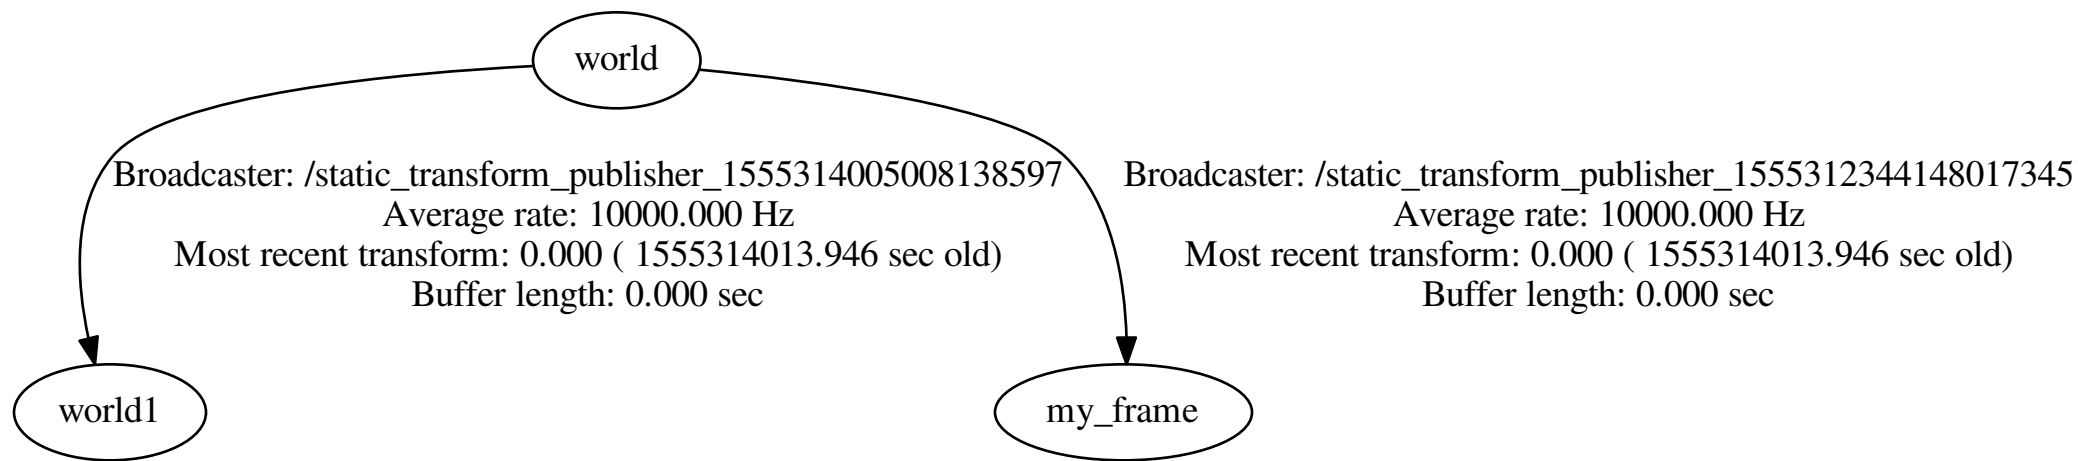 world
Broadcaster: /static_transform_publisher_1555314005008138597
Average rate: 10000.000 Hz
Most recent transform: 0.000 ( 1555314013.946 sec old)
Buffer length: 0.000 sec
Broadcaster: /static_transform_publisher_1555312344148017345
Average rate: 10000.000 Hz
Most recent transform: 0.000 ( 1555314013.946 sec old)
Buffer length: 0.000 sec
world1
my_frame